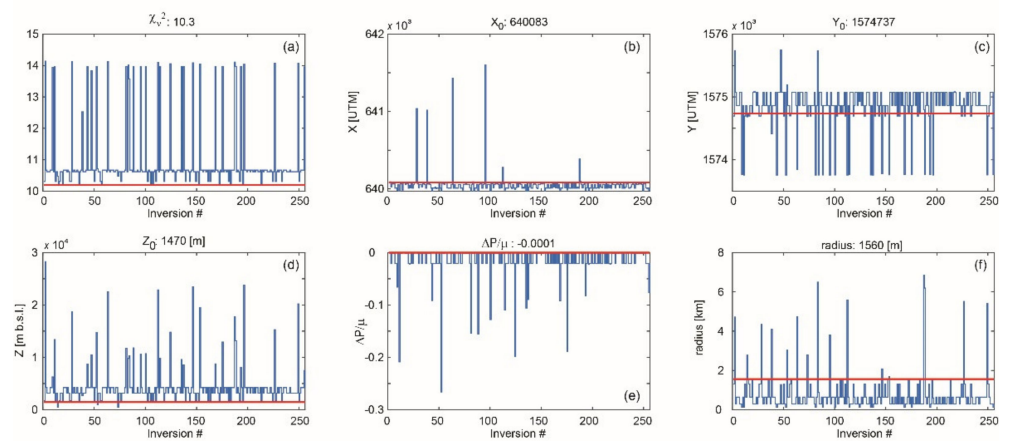 χᵥ²: 10.3
(a)
15
14
13
12
11
10
0 50 100 150 200 250
Inversion #
X₀: 640083
642 x 10³
(b)
X [UTM]
641
640
0 50 100 150 200 250
Inversion #
Y₀: 1574737
1576 x 10³
(c)
Y [UTM]
1575
1574
0 50 100 150 200 250
Inversion #
Z₀: 1470 [m]
3 x 10⁴
(d)
Z [m b.s.l.]
2
1
0
0 50 100 150 200 250
Inversion #
ΔP/μ : -0.0001
0
-0.1
ΔP/μ
-0.2
-0.3
(e)
0 50 100 150 200 250
Inversion #
radius: 1560 [m]
8
(f)
6
radius [km]
4
2
0
0 50 100 150 200 250
Inversion #